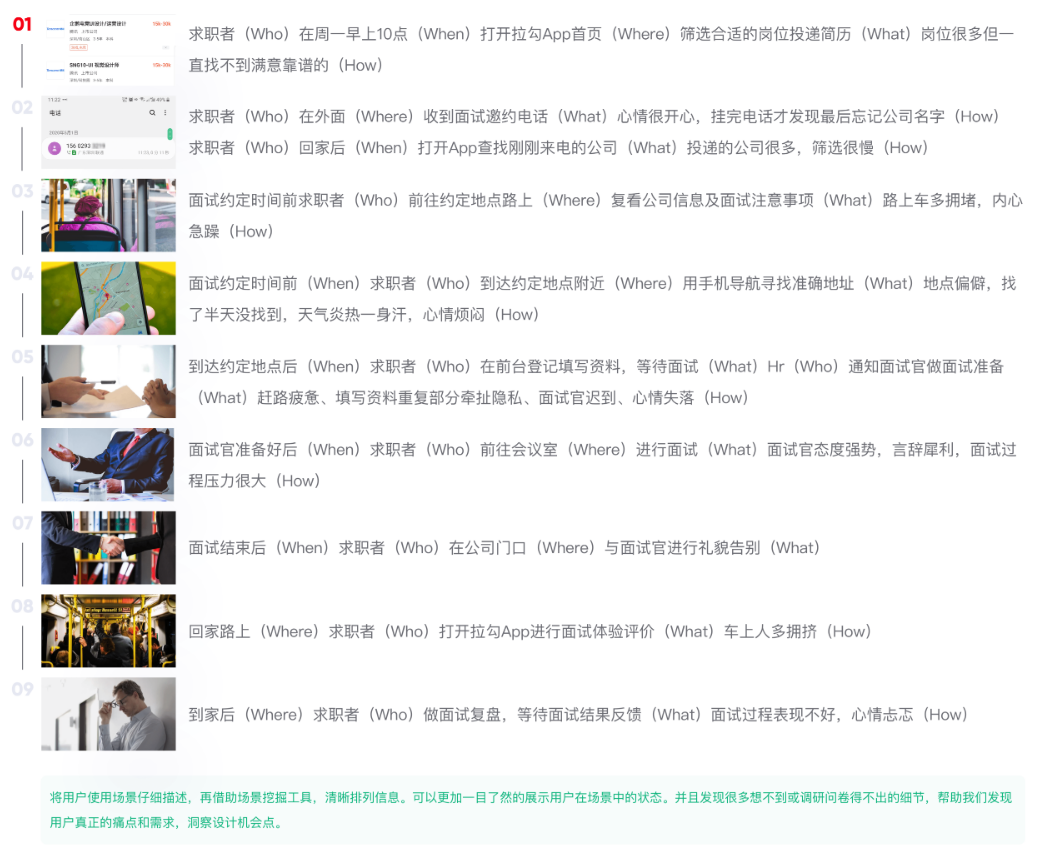 01
15k-30k
求职者（Who）在周一早上10点（When）打开拉勾App首页（Where）筛选合适的岗位投递简历（What）岗位很多但一
直找不到满意靠谱的（How）
02
11:22
电话
2020年5月1日
156 0293
求职者（Who）在外面（Where）收到面试邀约电话（What）心情很开心，挂完电话才发现最后忘记公司名字（How）
求职者（Who）回家后（When）打开App查找刚刚来电的公司（What）投递的公司很多，筛选很慢（How）
03
面试约定时间前求职者（Who）前往约定地点路上（Where）复看公司信息及面试注意事项（What）路上车多拥堵，内心
急躁（How）
04
面试约定时间前（When）求职者（Who）到达约定地点附近（Where）用手机导航寻找准确地址（What）地点偏僻，找
了半天没找到，天气炎热一身汗，心情烦闷（How）
05
到达约定地点后（When）求职者（Who）在前台登记填写资料，等待面试（What）Hr（Who）通知面试官做面试准备
（What）赶路疲惫、填写资料重复部分牵扯隐私、面试官迟到、心情失落（How）
06
面试官准备好后（When）求职者（Who）前往会议室（Where）进行面试（What）面试官态度强势，言辞犀利，面试过
程压力很大（How）
07
面试结束后（When）求职者（Who）在公司门口（Where）与面试官进行礼貌告别（What）
08
回家路上（Where）求职者（Who）打开拉勾App进行面试体验评价（What）车上人多拥挤（How）
09
到家后（Where）求职者（Who）做面试复盘，等待面试结果反馈（What）面试过程表现不好，心情忐忑（How）
将用户使用场景仔细描述，再借助场景挖掘工具，清晰排列信息。可以更加一目了然的展示用户在场景中的状态。并且发现很多想不到或调研问卷得不出的细节，帮助我们发现
用户真正的痛点和需求，洞察设计机会点。